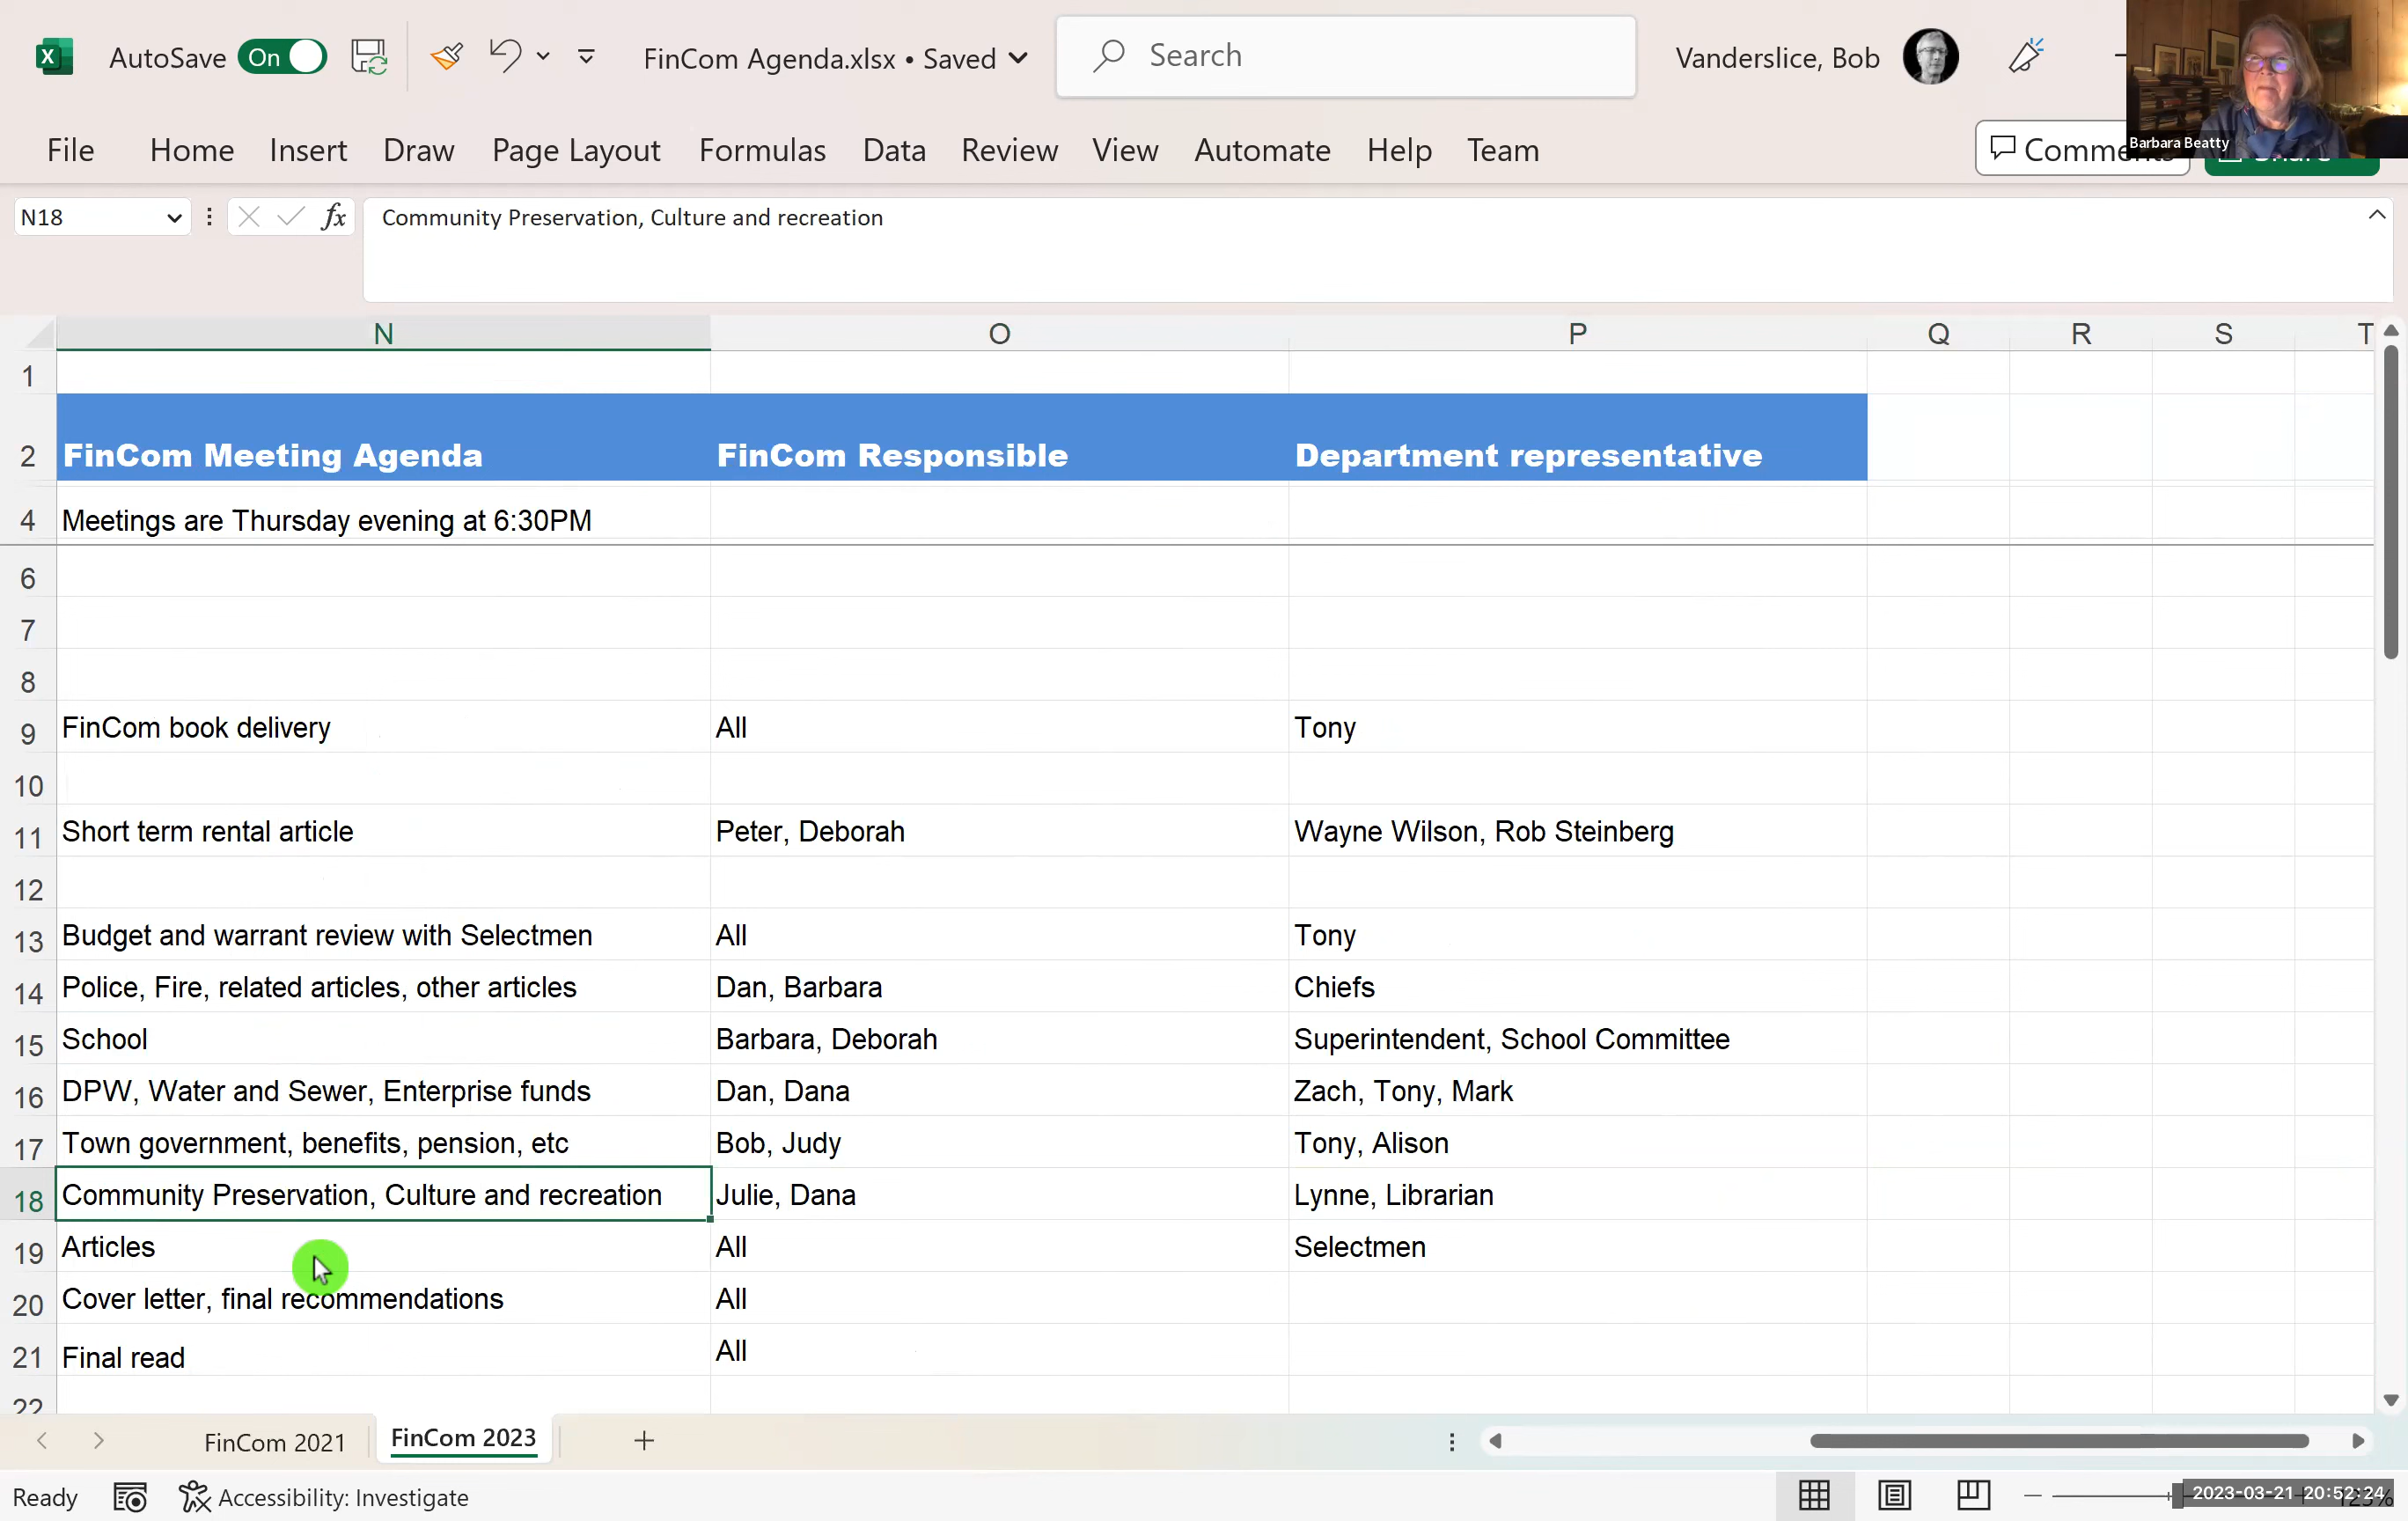 AutoSave On FinCom Agenda.xlsx • Saved Search Vanderslice, Bob
File Home Insert Draw Page Layout Formulas Data Review View Automate Help Team
Barbara Beatty
N18 fx Community Preservation, Culture and recreation
N O P Q R S T
1
2 FinCom Meeting Agenda FinCom Responsible Department representative
4 Meetings are Thursday evening at 6:30PM
6
7
8
9 FinCom book delivery All Tony
10
11 Short term rental article Peter, Deborah Wayne Wilson, Rob Steinberg
12
13 Budget and warrant review with Selectmen All Tony
14 Police, Fire, related articles, other articles Dan, Barbara Chiefs
15 School Barbara, Deborah Superintendent, School Committee
16 DPW, Water and Sewer, Enterprise funds Dan, Dana Zach, Tony, Mark
17 Town government, benefits, pension, etc Bob, Judy Tony, Alison
18 Community Preservation, Culture and recreation Julie, Dana Lynne, Librarian
19 Articles All Selectmen
20 Cover letter, final recommendations All
21 Final read All
22
FinCom 2021 FinCom 2023
Ready Accessibility: Investigate 2023-03-21 20:52:24